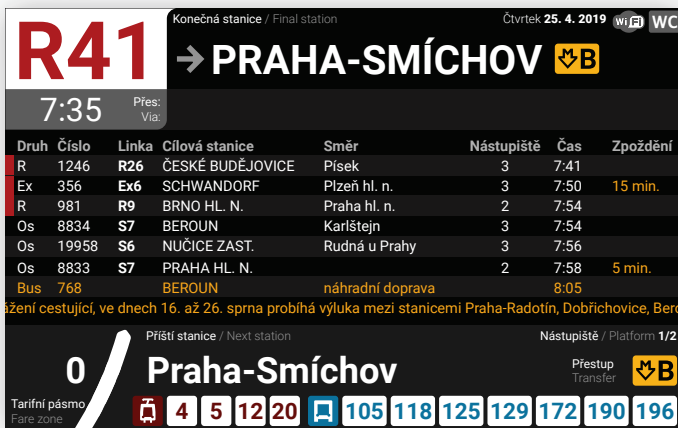 R41
Konečná stanice / Final station
Čtvrtek 25. 4. 2019 WiFi WC
PRAHA-SMÍCHOV B
7:35 Přes:
Via:
Druh Číslo Linka Cílová stanice Směr Nástupiště Čas Zpoždění
R 1246 R26 ČESKÉ BUDĚJOVICE Písek 3 7:41
Ex 356 Ex6 SCHWANDORF Plzeň hl. n. 3 7:50 15 min.
R 981 R9 BRNO HL. N. Praha hl. n. 2 7:54
Os 8834 S7 BEROUN Karlštejn 3 7:54
Os 19958 S6 NUČICE ZAST. Rudná u Prahy 3 7:56
Os 8833 S7 PRAHA HL. N. 2 7:58 5 min.
Bus 768 BEROUN náhradní doprava 8:05
ážení cestující, ve dnech 16. až 26. sprna probíhá výluka mezi stanicemi Praha-Radotín, Dobřichovice, Bero
Příští stanice / Next station Nástupiště / Platform 1/2
0 Praha-Smíchov
Přestup
Transfer B
Tarifní pásmo
Fare zone
4 5 12 20 105 118 125 129 172 190 196